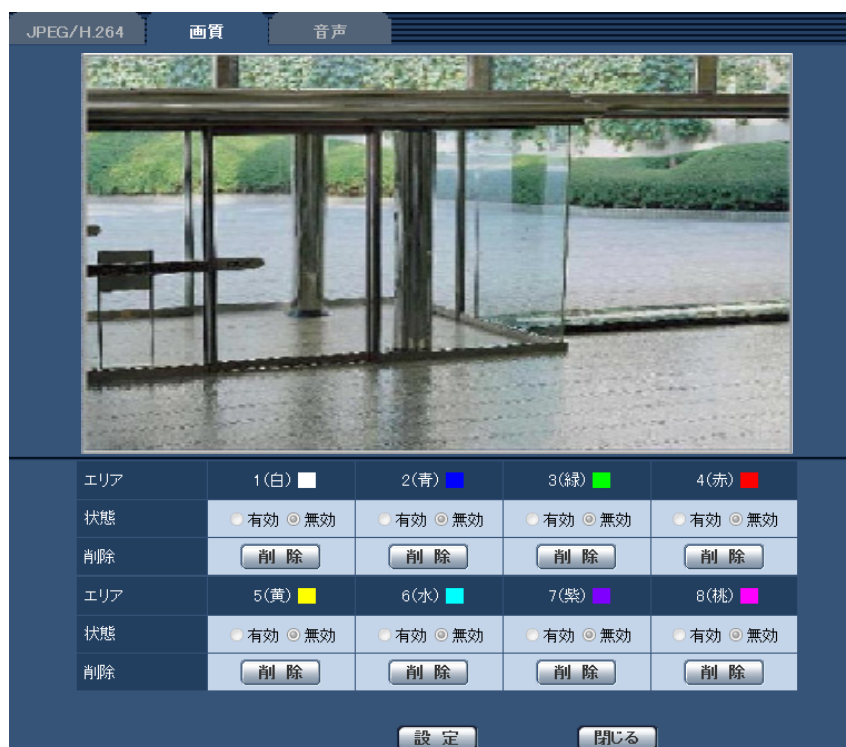 JPEG/H.264 画質 音声
エリア 1(白) 2(青) 3(緑) 4(赤)
状態 有効 無効 有効 無効 有効 無効 有効 無効
削除 削除 削除 削除 削除
エリア 5(黄) 6(水) 7(紫) 8(桃)
状態 有効 無効 有効 無効 有効 無効 有効 無効
削除 削除 削除 削除 削除
設定 閉じる